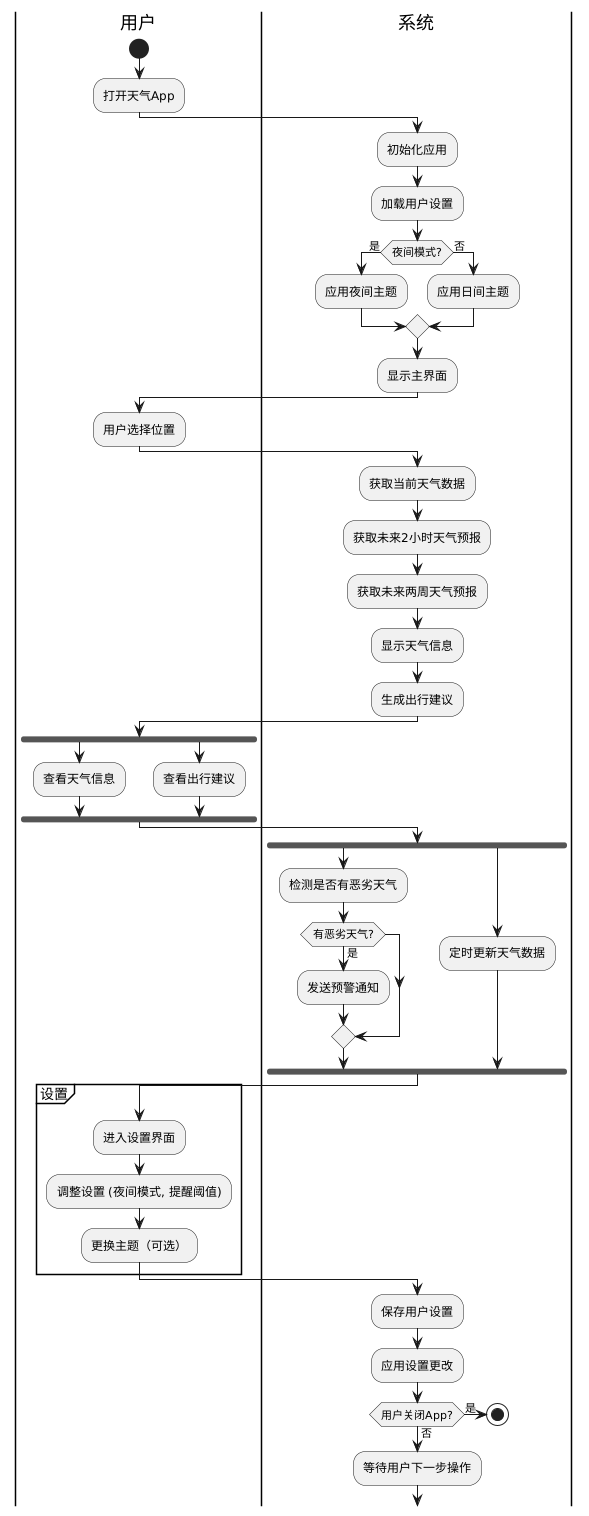 用户
系统
打开天气App
初始化应用
加载用户设置
夜间模式?
是
否
应用夜间主题
应用日间主题
显示主界面
用户选择位置
获取当前天气数据
获取未来2小时天气预报
获取未来两周天气预报
显示天气信息
生成出行建议
查看天气信息
查看出行建议
检测是否有恶劣天气
有恶劣天气?
是
发送预警通知
定时更新天气数据
设置
进入设置界面
调整设置 (夜间模式, 提醒阈值)
更换主题（可选）
保存用户设置
应用设置更改
用户关闭App?
是
否
等待用户下一步操作